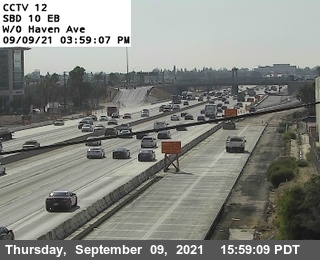 CCTV 12
SBD 10 EB
W/O Haven Ave
09/09/21 03:59:07 PM
Thursday, September 09, 2021 15:59:09 PDT